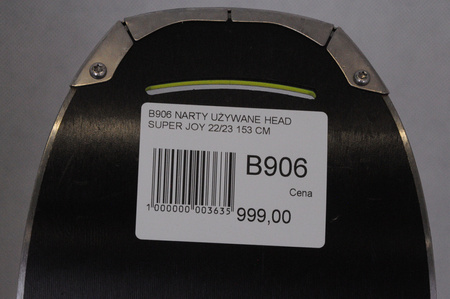 B906 NARTY UŻYWANE HEAD
SUPER JOY 22/23 153 CM
B906
Cena
1 000000 003635
999,00